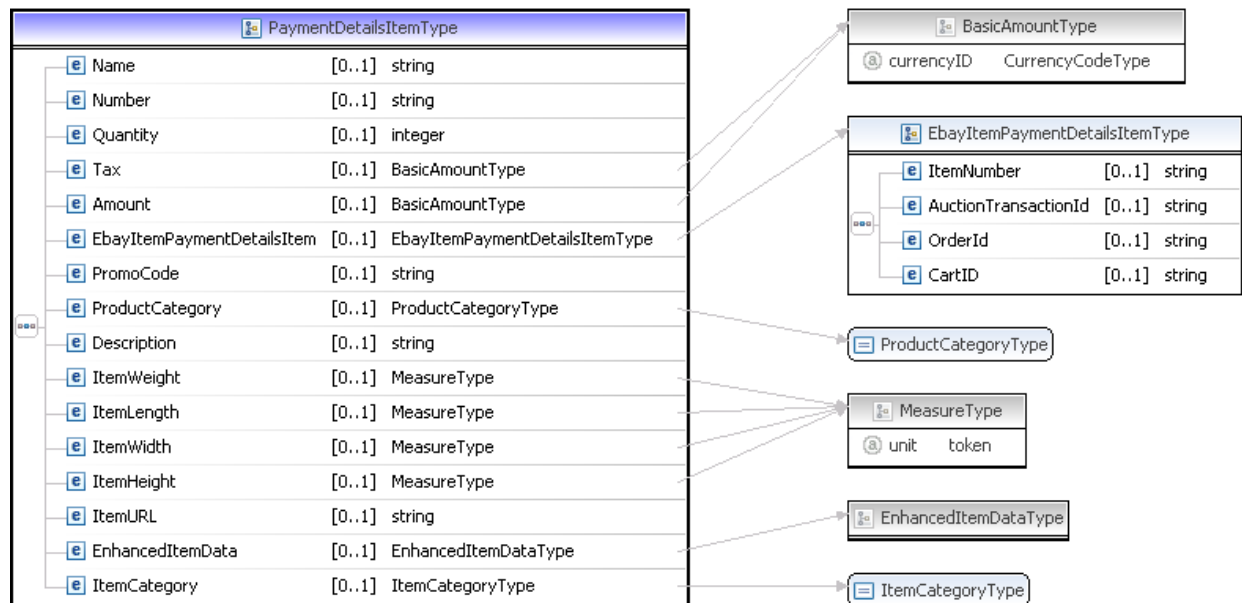 PaymentDetailsItemType
e Name [0..1] string
e Number [0..1] string
e Quantity [0..1] integer
e Tax [0..1] BasicAmountType
e Amount [0..1] BasicAmountType
e EbayItemPaymentDetailsItem [0..1] EbayItemPaymentDetailsItemType
e PromoCode [0..1] string
e ProductCategory [0..1] ProductCategoryType
e Description [0..1] string
e ItemWeight [0..1] MeasureType
e ItemLength [0..1] MeasureType
e ItemWidth [0..1] MeasureType
e ItemHeight [0..1] MeasureType
e ItemURL [0..1] string
e EnhancedItemData [0..1] EnhancedItemDataType
e ItemCategory [0..1] ItemCategoryType
BasicAmountType
@ currencyID CurrencyCodeType
EbayItemPaymentDetailsItemType
e ItemNumber [0..1] string
e AuctionTransactionId [0..1] string
e OrderId [0..1] string
e CartID [0..1] string
ProductCategoryType
MeasureType
@ unit token
EnhancedItemDataType
ItemCategoryType